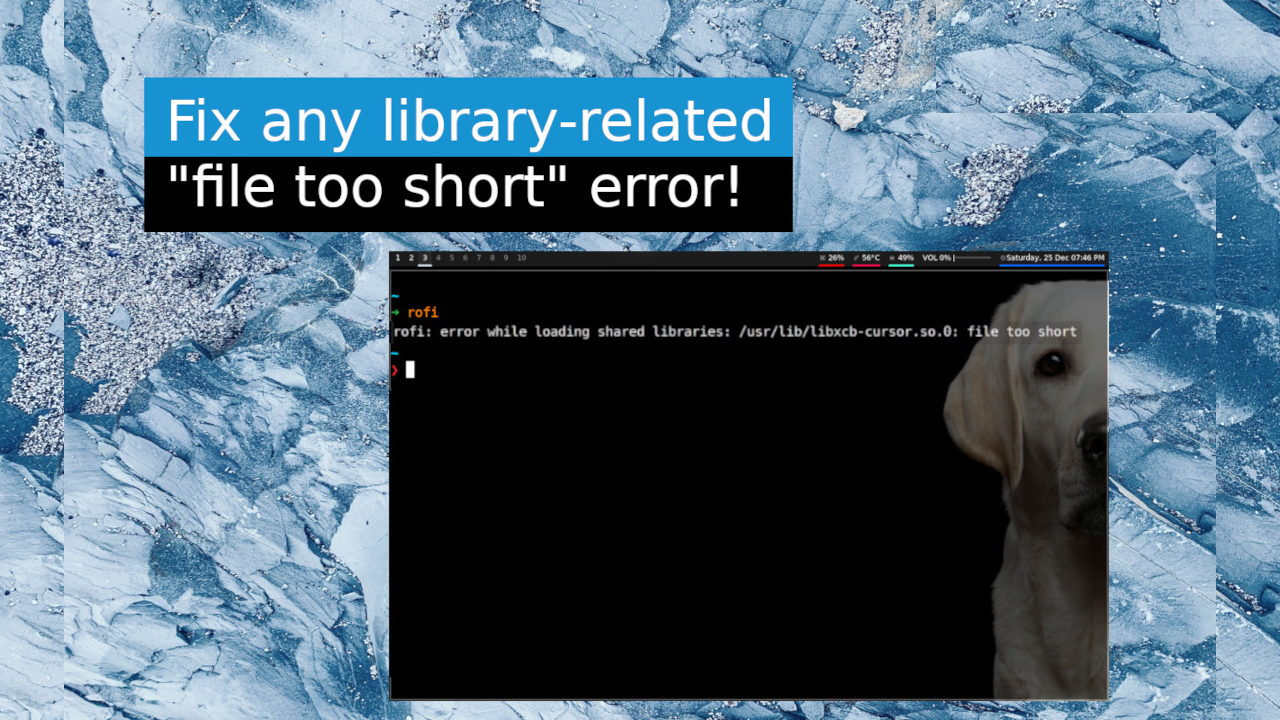 Fix any library-related
"file too short" error!
1 2 3 4 5 6 7 8 9 10
26% 56°C 49% VOL 0% Saturday, 25 Dec 07:46 PM
~
→ rofi
rofi: error while loading shared libraries: /usr/lib/libxcb-cursor.so.0: file too short
~
❯